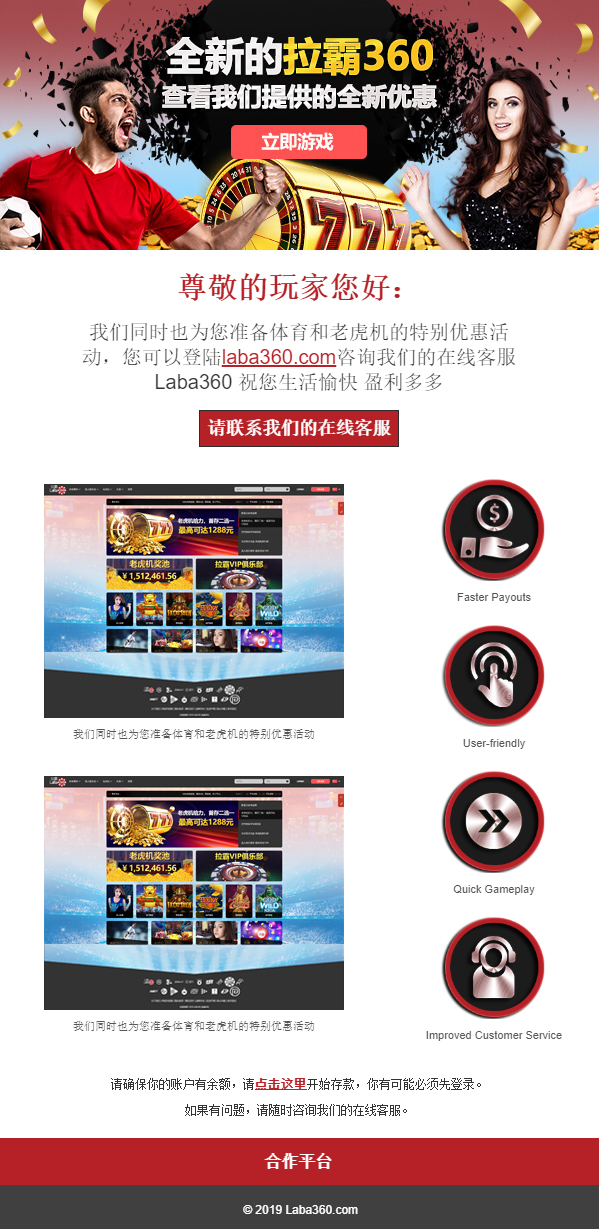 全新的拉霸360
查看我们提供的全新优惠
立即游戏
尊敬的玩家您好：
我们同时也为您准备体育和老虎机的特别优惠活
动，您可以登陆laba360.com咨询我们的在线客服
Laba360 祝您生活愉快 盈利多多
请联系我们的在线客服
老虎机给力，首存二选一
最高可达1288元
老虎机奖池
¥ 1,512,461.56
拉霸VIP俱乐部
我们同时也为您准备体育和老虎机的特别优惠活动
Faster Payouts
User-friendly
老虎机给力，首存二选一
最高可达1288元
老虎机奖池
¥ 1,512,461.56
拉霸VIP俱乐部
我们同时也为您准备体育和老虎机的特别优惠活动
Quick Gameplay
Improved Customer Service
请确保你的账户有余额，请点击这里开始存款，你有可能必须先登录。
如果有问题，请随时咨询我们的在线客服。
合作平台
© 2019 Laba360.com